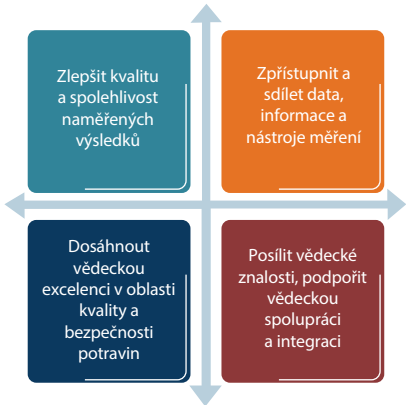 Zlepšit kvalitu
a spolehlivost
naměřených
výsledků
Zpřístupnit a
sdílet data,
informace a
nástroje měření
Dosáhnout
vědeckou
excelenci v oblasti
kvality a
bezpečnosti
potravin
Posílit vědecké
znalosti, podpořit
vědeckou
spolupráci
a integraci